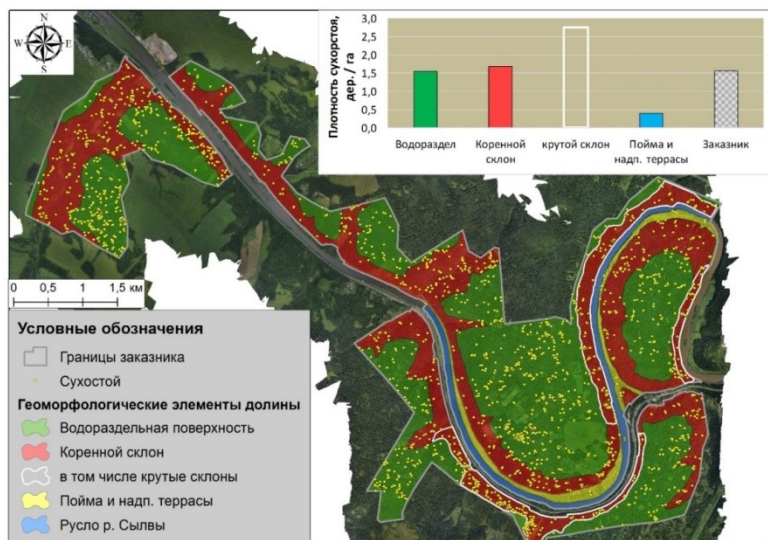 N
W E
S
Плотность сухорстоя,
дер. / га
3,0
2,5
2,0
1,5
1,0
0,5
0,0
Водораздел
Коренной
склон
крутой склон
Пойма и
надп. террасы
Заказник
0 0,5 1 1,5 км
Условные обозначения
Границы заказника
Сухостой
Геоморфологические элементы долины
Водораздельная поверхность
Коренной склон
в том числе крутые склоны
Пойма и надп. террасы
Русло р. Сылвы